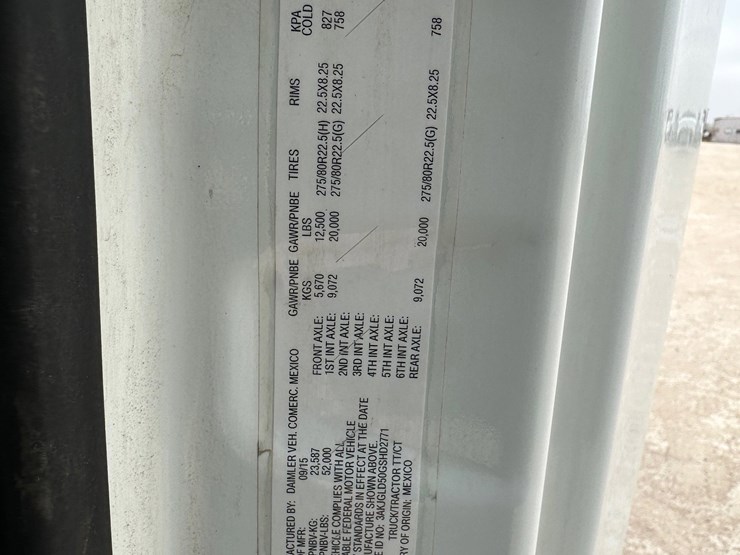 ACTURED BY: DAIMLER VEH. COMERC. MEXICO
OF MFR: 09/15
PNBV-KG: 23,587
PNBV-LBS: 52,000
HICLE COMPLIES WITH ALL
ABLE FEDERAL MOTOR VEHICLE
STANDARDS IN EFFECT AT THE DATE
UFACTURE SHOWN ABOVE.
E ID NO: 3AKJGLD50GSHD2771
TRUCK/TRACTOR TT/CT
RY OF ORIGIN: MEXICO
GAWR/PNBE GAWR/PNBE TIRES RIMS KPA
KGS LBS COLD
FRONT AXLE: 5,670 12,500 275/80R22.5(H) 22.5X8.25 827
1ST INT AXLE: 9,072 20,000 275/80R22.5(G) 22.5X8.25 758
2ND INT AXLE:
3RD INT AXLE:
4TH INT AXLE:
5TH INT AXLE:
6TH INT AXLE:
REAR AXLE: 9,072 20,000 275/80R22.5(G) 22.5X8.25 758